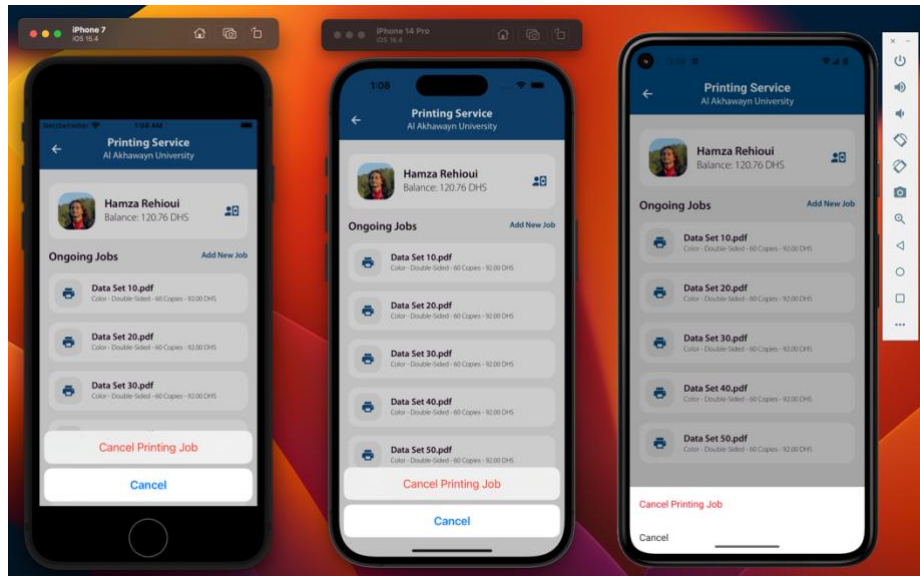 iPhone 7
iOS 15.4
1:08 AM
Printing Service
Al Akhawayn University
Hamza Rehioui
Balance: 120.76 DHS
Ongoing Jobs
Add New Job
Data Set 10.pdf
Color - Double-Sided - 60 Copies - 92.00 DHS
Data Set 20.pdf
Color - Double-Sided - 60 Copies - 92.00 DHS
Data Set 30.pdf
Color - Double-Sided - 60 Copies - 92.00 DHS
Cancel Printing Job
Cancel
iPhone 14 Pro
iOS 16.4
1:08
Printing Service
Al Akhawayn University
Hamza Rehioui
Balance: 120.76 DHS
Ongoing Jobs
Add New Job
Data Set 10.pdf
Color - Double-Sided - 60 Copies - 92.00 DHS
Data Set 20.pdf
Color - Double-Sided - 60 Copies - 92.00 DHS
Data Set 30.pdf
Color - Double-Sided - 60 Copies - 92.00 DHS
Data Set 40.pdf
Color - Double-Sided - 60 Copies - 92.00 DHS
Data Set 50.pdf
Color - Double-Sided - 60 Copies - 92.00 DHS
Cancel Printing Job
Cancel
Printing Service
Al Akhawayn University
Hamza Rehioui
Balance: 120.76 DHS
Ongoing Jobs
Add New Job
Data Set 10.pdf
Color - Double-Sided - 60 Copies - 92.00 DHS
Data Set 20.pdf
Color - Double-Sided - 60 Copies - 92.00 DHS
Data Set 30.pdf
Color - Double-Sided - 60 Copies - 92.00 DHS
Data Set 40.pdf
Color - Double-Sided - 60 Copies - 92.00 DHS
Data Set 50.pdf
Color - Double-Sided - 60 Copies - 92.00 DHS
Cancel Printing Job
Cancel